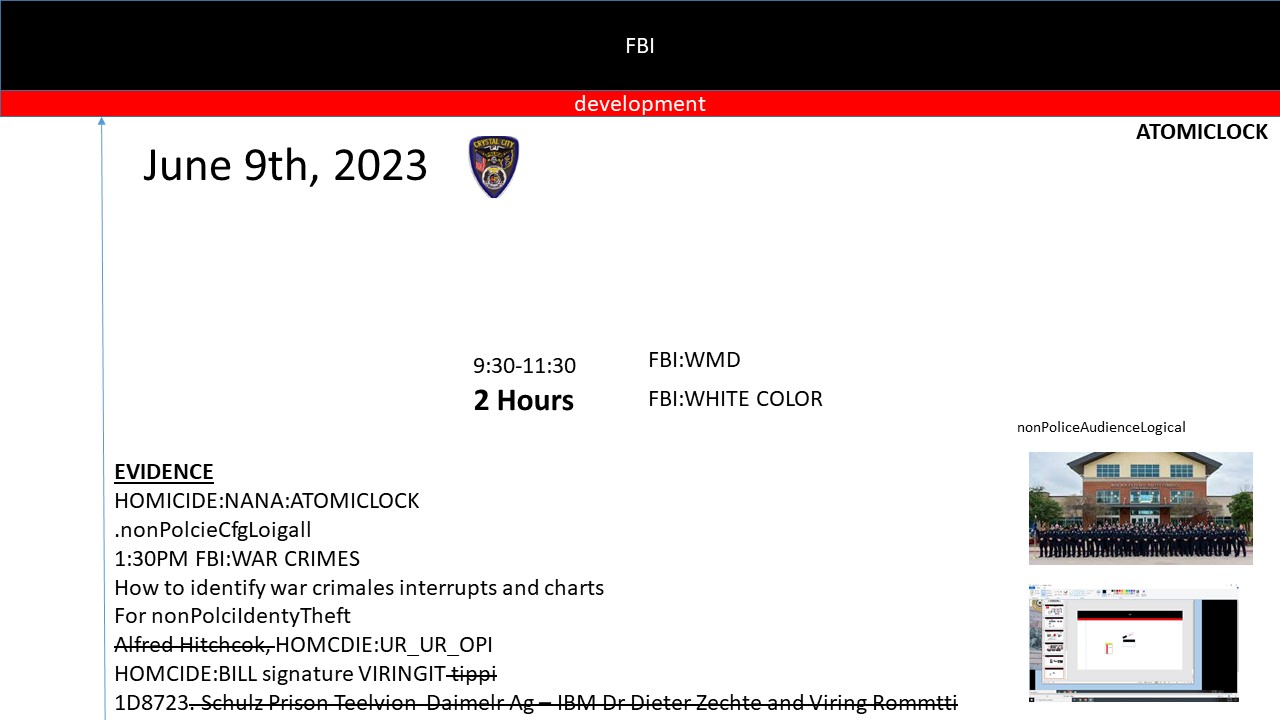 FBI
development
ATOMICLOCK
June 9th, 2023
CRYSTAL CITY
9:30-11:30
2 Hours
FBI:WMD
FBI:WHITE COLOR
nonPoliceAudienceLogical
EVIDENCE
HOMICIDE:NANA:ATOMICLOCK
.nonPolcieCfgLoigall
1:30PM FBI:WAR CRIMES
How to identify war crimales interrupts and charts
For nonPolciIdentyTheft
Alfred Hitchcok, HOMCDIE:UR_UR_OPI
HOMCIDE:BILL signature VIRINGIT tippi
1D8723. Schulz Prison Teelvion Daimelr Ag – IBM Dr Dieter Zechte and Viring Rommtti